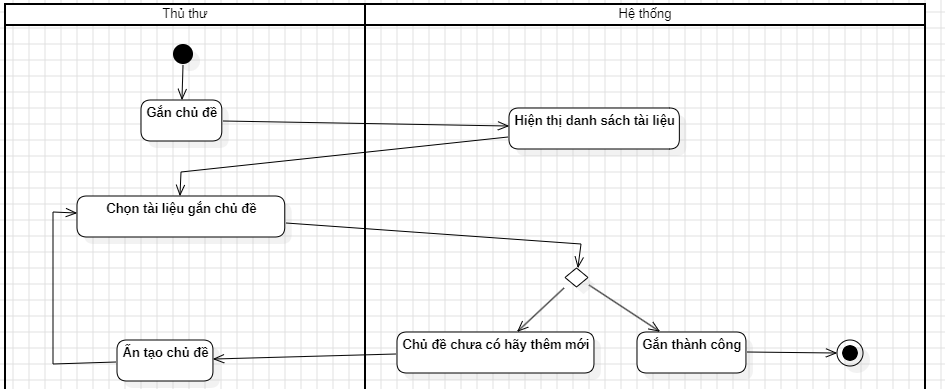 Thủ thư
Hệ thống
Gắn chủ đề
Hiện thị danh sách tài liệu
Chọn tài liệu gắn chủ đề
Chủ đề chưa có hãy thêm mới
Gắn thành công
Ấn tạo chủ đề